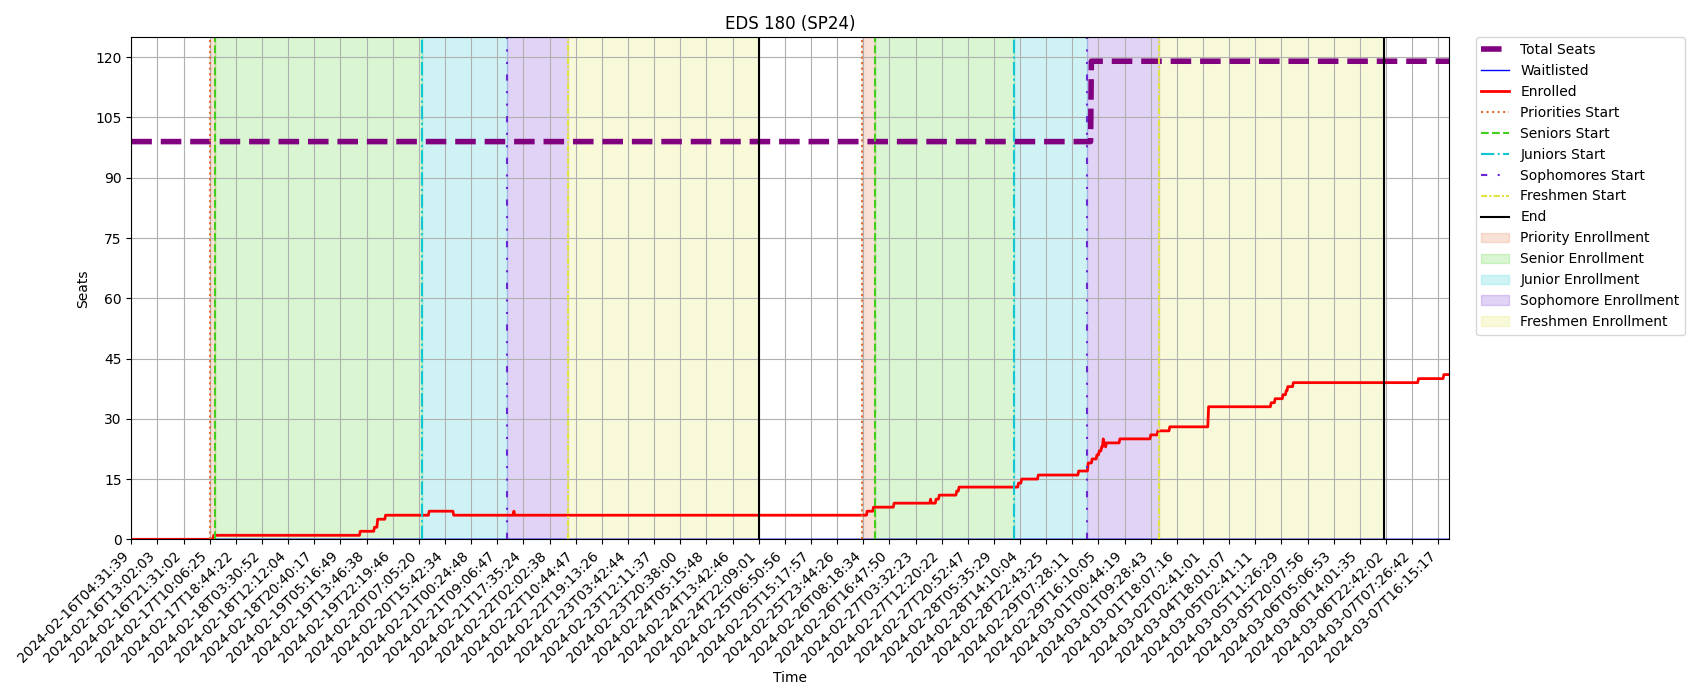 EDS 180 (SP24)
Seats
120
105
90
75
60
45
30
15
0
2024-02-16T04:31:39
2024-02-16T13:02:03
2024-02-16T21:31:02
2024-02-17T10:06:25
2024-02-17T18:44:22
2024-02-18T03:30:52
2024-02-18T12:12:04
2024-02-18T20:40:17
2024-02-19T05:16:49
2024-02-19T13:46:38
2024-02-19T22:19:46
2024-02-20T07:05:20
2024-02-20T15:42:34
2024-02-21T00:24:48
2024-02-21T09:06:47
2024-02-21T17:35:24
2024-02-22T02:02:38
2024-02-22T10:44:47
2024-02-22T19:13:26
2024-02-23T03:42:44
2024-02-23T12:11:37
2024-02-23T20:38:00
2024-02-24T05:15:48
2024-02-24T13:42:46
2024-02-24T22:09:01
2024-02-25T06:50:56
2024-02-25T15:17:57
2024-02-25T23:44:26
2024-02-26T08:18:34
2024-02-26T16:47:50
2024-02-27T03:32:23
2024-02-27T12:20:22
2024-02-27T20:52:47
2024-02-28T05:35:29
2024-02-28T14:10:04
2024-02-28T22:43:25
2024-02-29T07:28:11
2024-02-29T16:10:05
2024-03-01T00:44:19
2024-03-01T09:28:43
2024-03-01T18:07:16
2024-03-02T02:41:01
2024-03-04T18:01:07
2024-03-05T02:41:11
2024-03-05T11:26:29
2024-03-05T20:07:56
2024-03-06T05:06:53
2024-03-06T14:01:35
2024-03-06T22:42:02
2024-03-07T07:26:42
2024-03-07T16:15:17
Time
Total Seats
Waitlisted
Enrolled
Priorities Start
Seniors Start
Juniors Start
Sophomores Start
Freshmen Start
End
Priority Enrollment
Senior Enrollment
Junior Enrollment
Sophomore Enrollment
Freshmen Enrollment